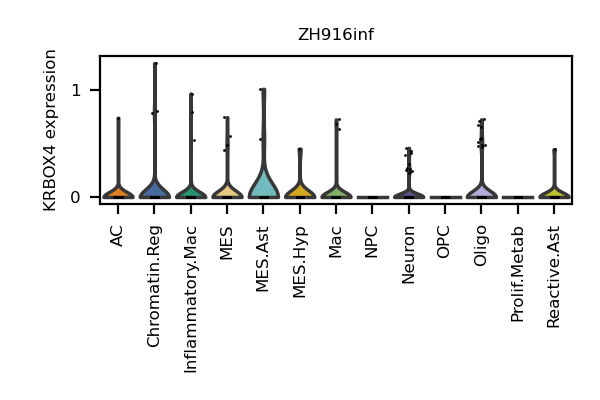 ZH916inf
KRBOX4 expression
1
0
AC
Chromatin.Reg
Inflammatory.Mac
MES
MES.Ast
MES.Hyp
Mac
NPC
Neuron
OPC
Oligo
Prolif.Metab
Reactive.Ast